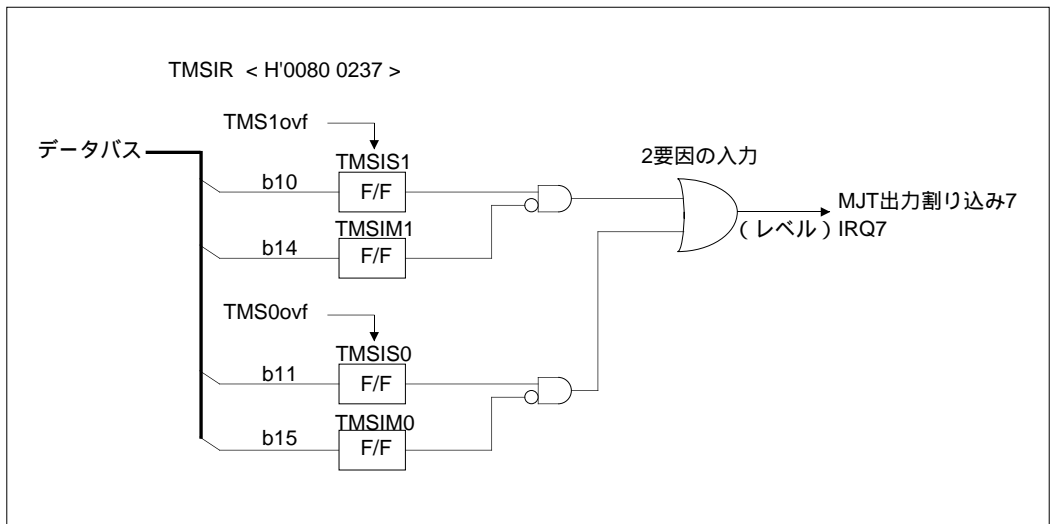 TMSIR < H'0080 0237 >
TMS1ovf
データバス
TMSIS1
2要因の入力
b10
F/F
MJT出力割り込み7
(レベル) IRQ7
TMSIM1
b14
F/F
TMS0ovf
TMSIS0
b11
F/F
TMSIM0
b15
F/F